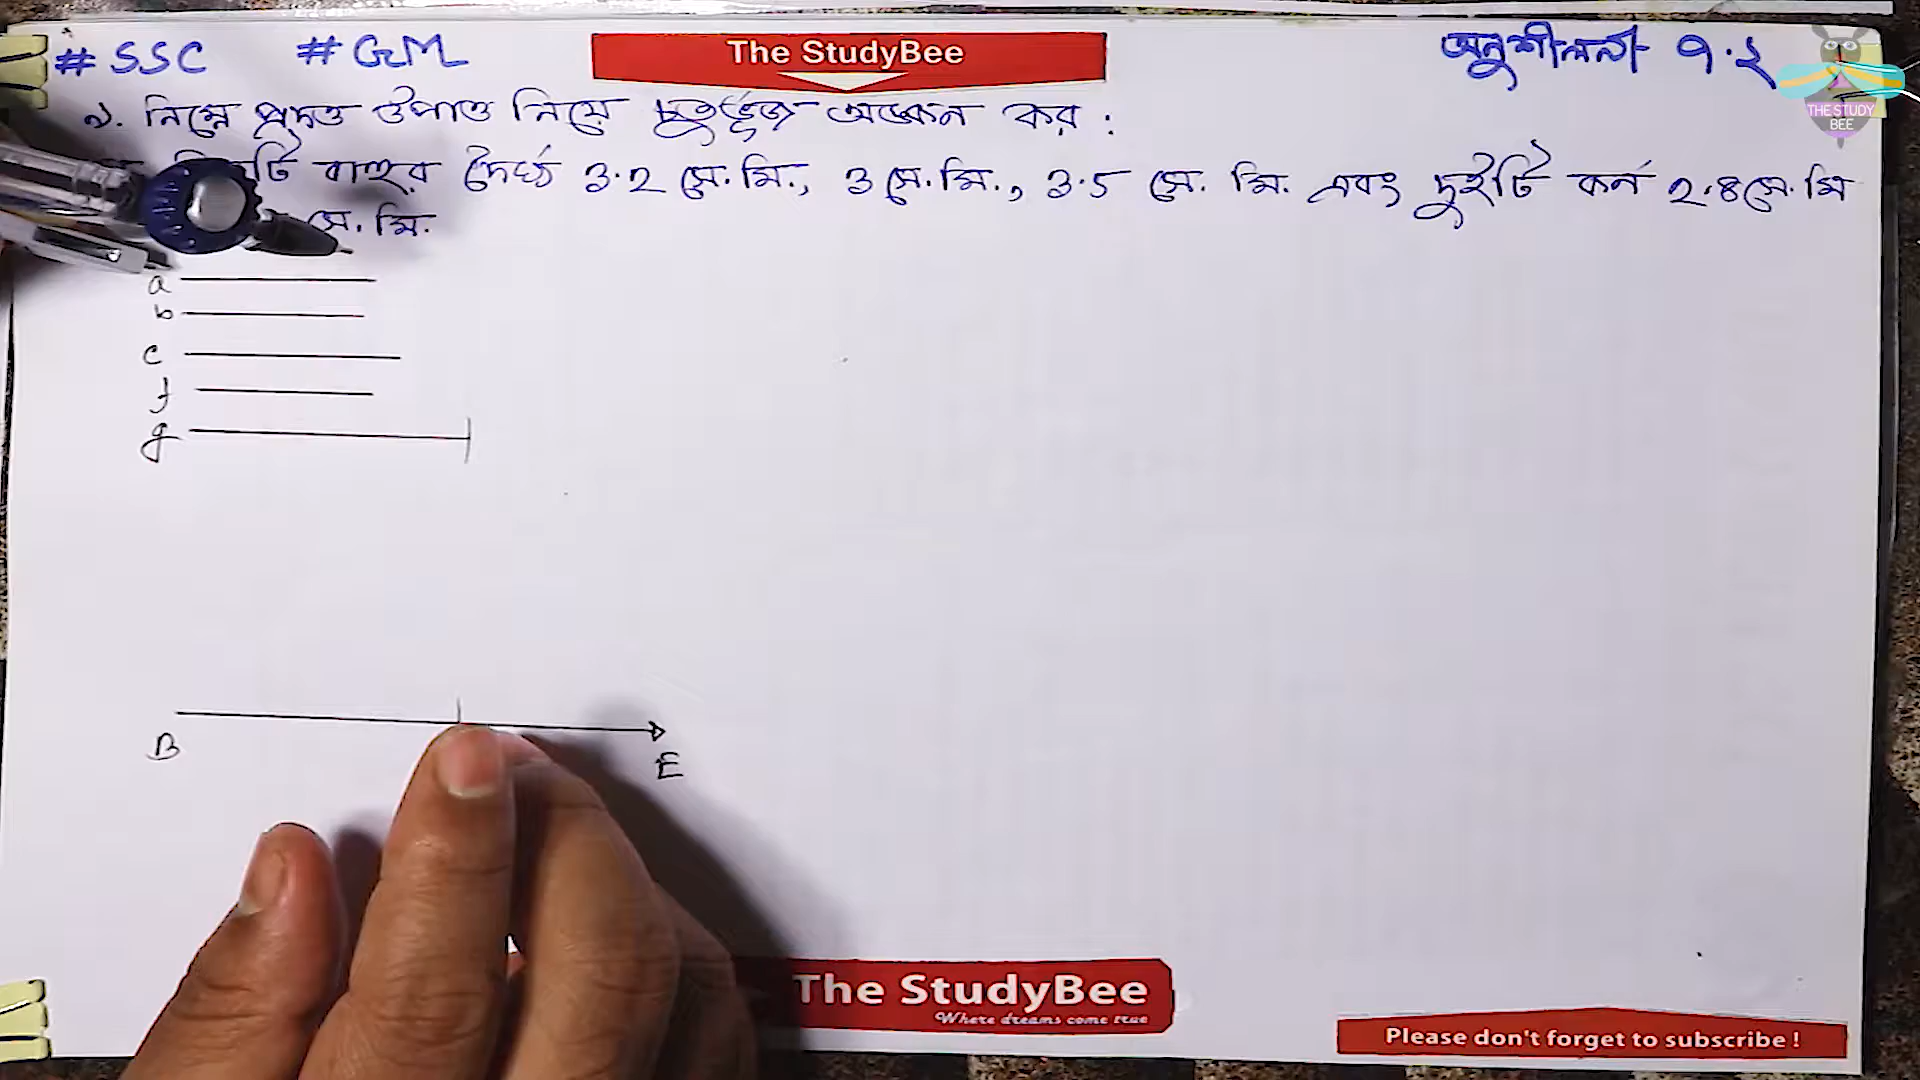 #SSC #GM The StudyBee অনুশীলনী ৭.২
THE STUDY BEE
১. নিম্নে প্রদত্ত উপাত্ত নিয়ে চতুর্ভুজ অঙ্কন কর :
বাহুর দৈর্ঘ্য 3.2 সে.মি., 3 সে.মি., 3.5 সে. মি. এবং দুইটি কর্ন 2.8 সে. মি
সে. মি.
a
b
c
f
g
B
E
The StudyBee
Where dreams come true
Please don't forget to subscribe !